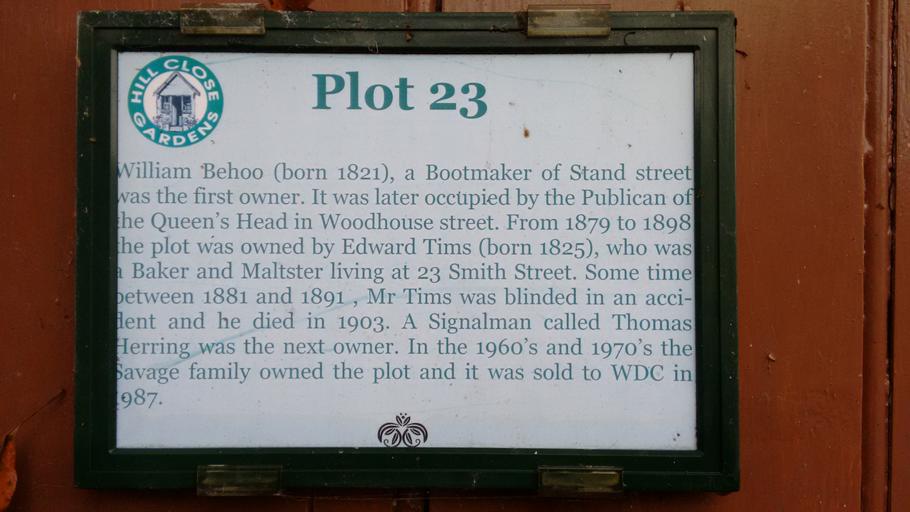 HILL CLOSE GARDENS
Plot 23
William Behoo (born 1821), a Bootmaker of Stand street
was the first owner. It was later occupied by the Publican of
the Queen's Head in Woodhouse street. From 1879 to 1898
the plot was owned by Edward Tims (born 1825), who was
a Baker and Maltster living at 23 Smith Street. Some time
between 1881 and 1891 , Mr Tims was blinded in an acci-
dent and he died in 1903. A Signalman called Thomas
Herring was the next owner. In the 1960's and 1970's the
Savage family owned the plot and it was sold to WDC in
1987.